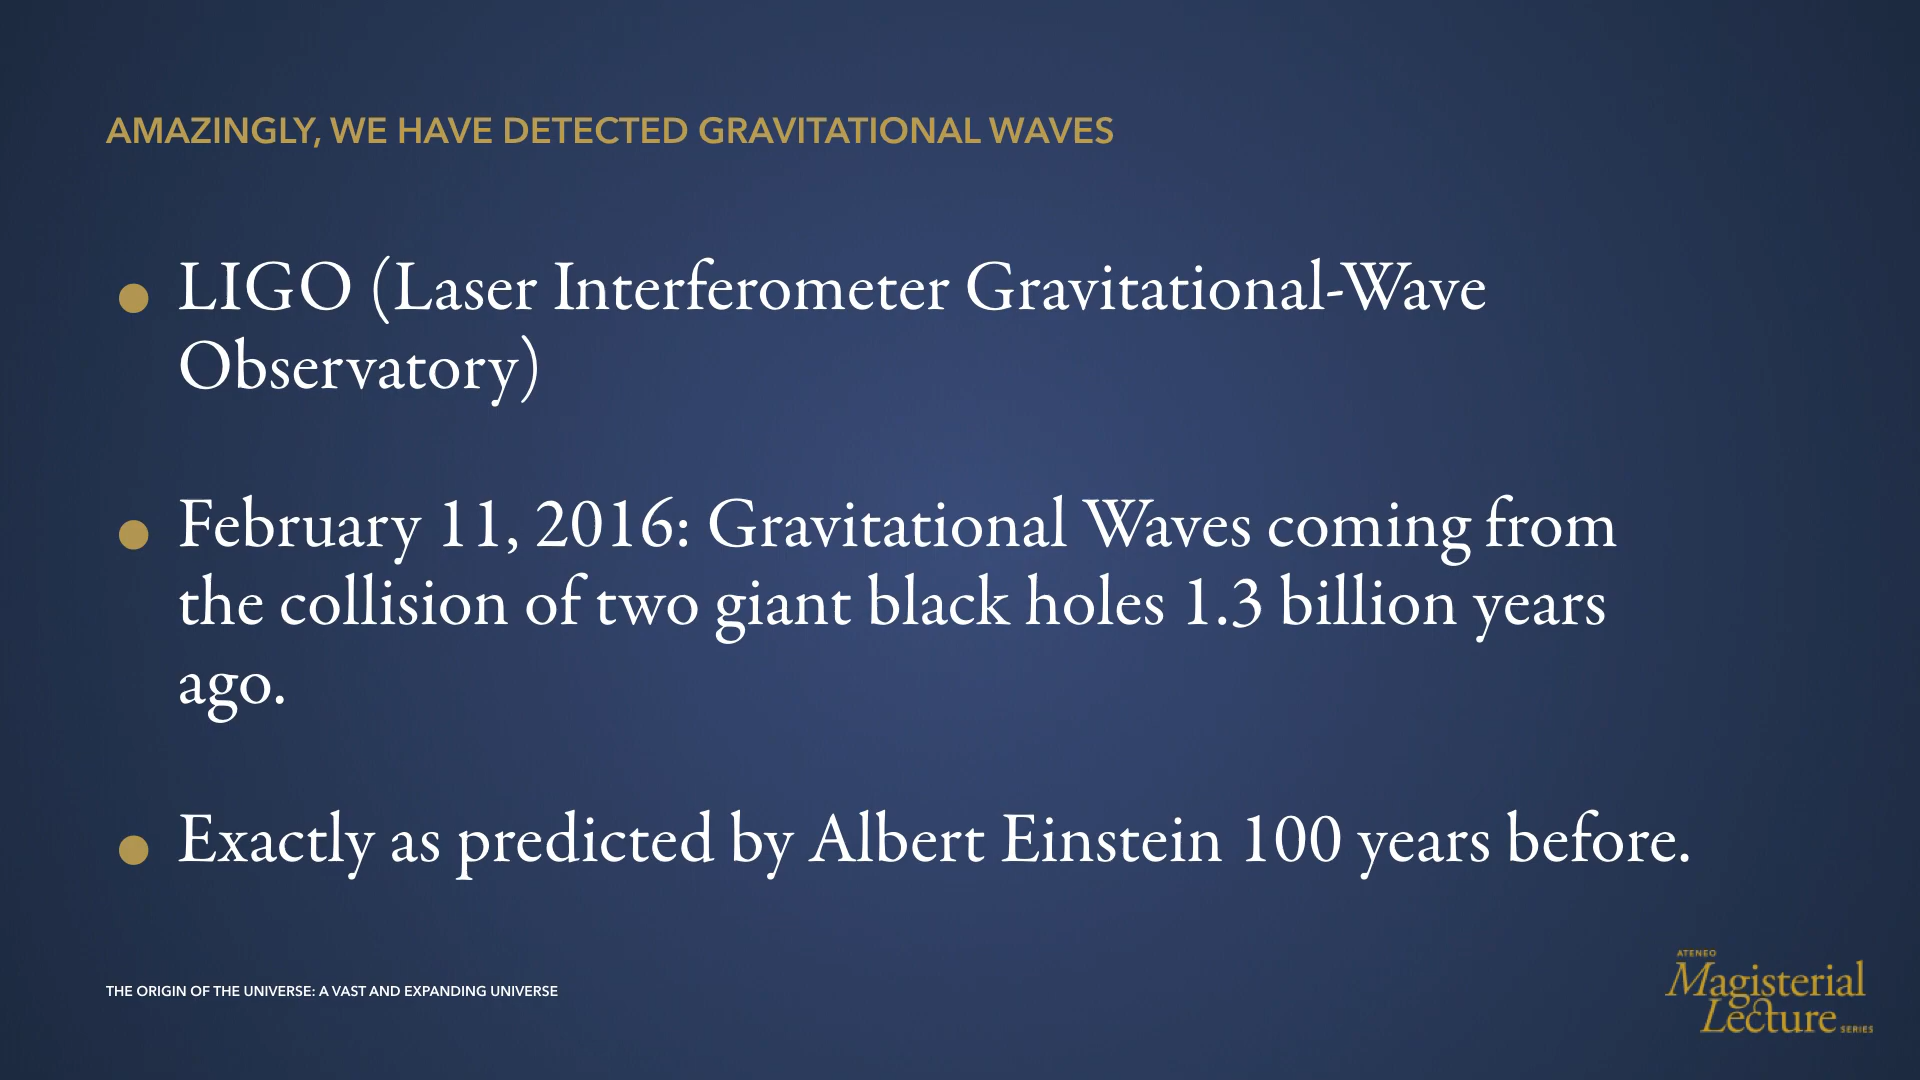 AMAZINGLY, WE HAVE DETECTED GRAVITATIONAL WAVES
● LIGO (Laser Interferometer Gravitational-Wave
Observatory)
● February 11, 2016: Gravitational Waves coming from
the collision of two giant black holes 1.3 billion years
ago.
● Exactly as predicted by Albert Einstein 100 years before.
THE ORIGIN OF THE UNIVERSE: A VAST AND EXPANDING UNIVERSE
ATENEO
Magisterial
Lecture SERIES